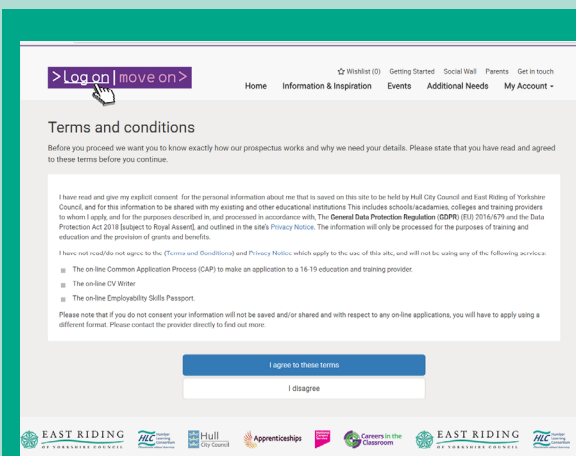 >Log on|move on>
Wishlist (0) Getting Started Social Wall Parents Get in touch
Home Information & Inspiration Events Additional Needs My Account
Terms and conditions
Before you proceed we want you to know exactly how our prospectus works and why we need your details. Please state that you have read and agreed
to these terms before you continue.
I have read and give my explicit consent for the personal information about me that is saved on this site to be held by Hull City Council and East Riding of Yorkshire
Council, and for this information to be shared with my existing and other educational institutions This includes schools/academies, colleges and training providers
to whom I apply, and for the purposes described in, and processed in accordance with, The General Data Protection Regulation (GDPR) (EU) 2016/679 and the Data
Protection Act 2018 [subject to Royal Assent], and outlined in the site's Privacy Notice. The information will only be processed for the purposes of training and
education and the provision of grants and benefits.
I have not read/do not agree to the (Terms and Conditions) and Privacy Notice which apply to the use of this site, and will not be using any of the following services:
The on-line Common Application Process (CAP) to make an application to a 16-19 education and training provider.
The on-line CV Writer
The on-line Employability Skills Passport.
Please note that if you do not consent your information will not be saved and/or shared and with respect to any on-line applications, you will have to apply using a
different format. Please contact the provider directly to find out more.
I agree to these terms
I disagree
EAST RIDING
OF YORKSHIRE COUNCIL
HLC Humber Learning Consortium
Hull
City Council
Apprenticeships
Careers in the
Classroom
EAST RIDING
OF YORKSHIRE COUNCIL
HLC Humber Learning Consortium